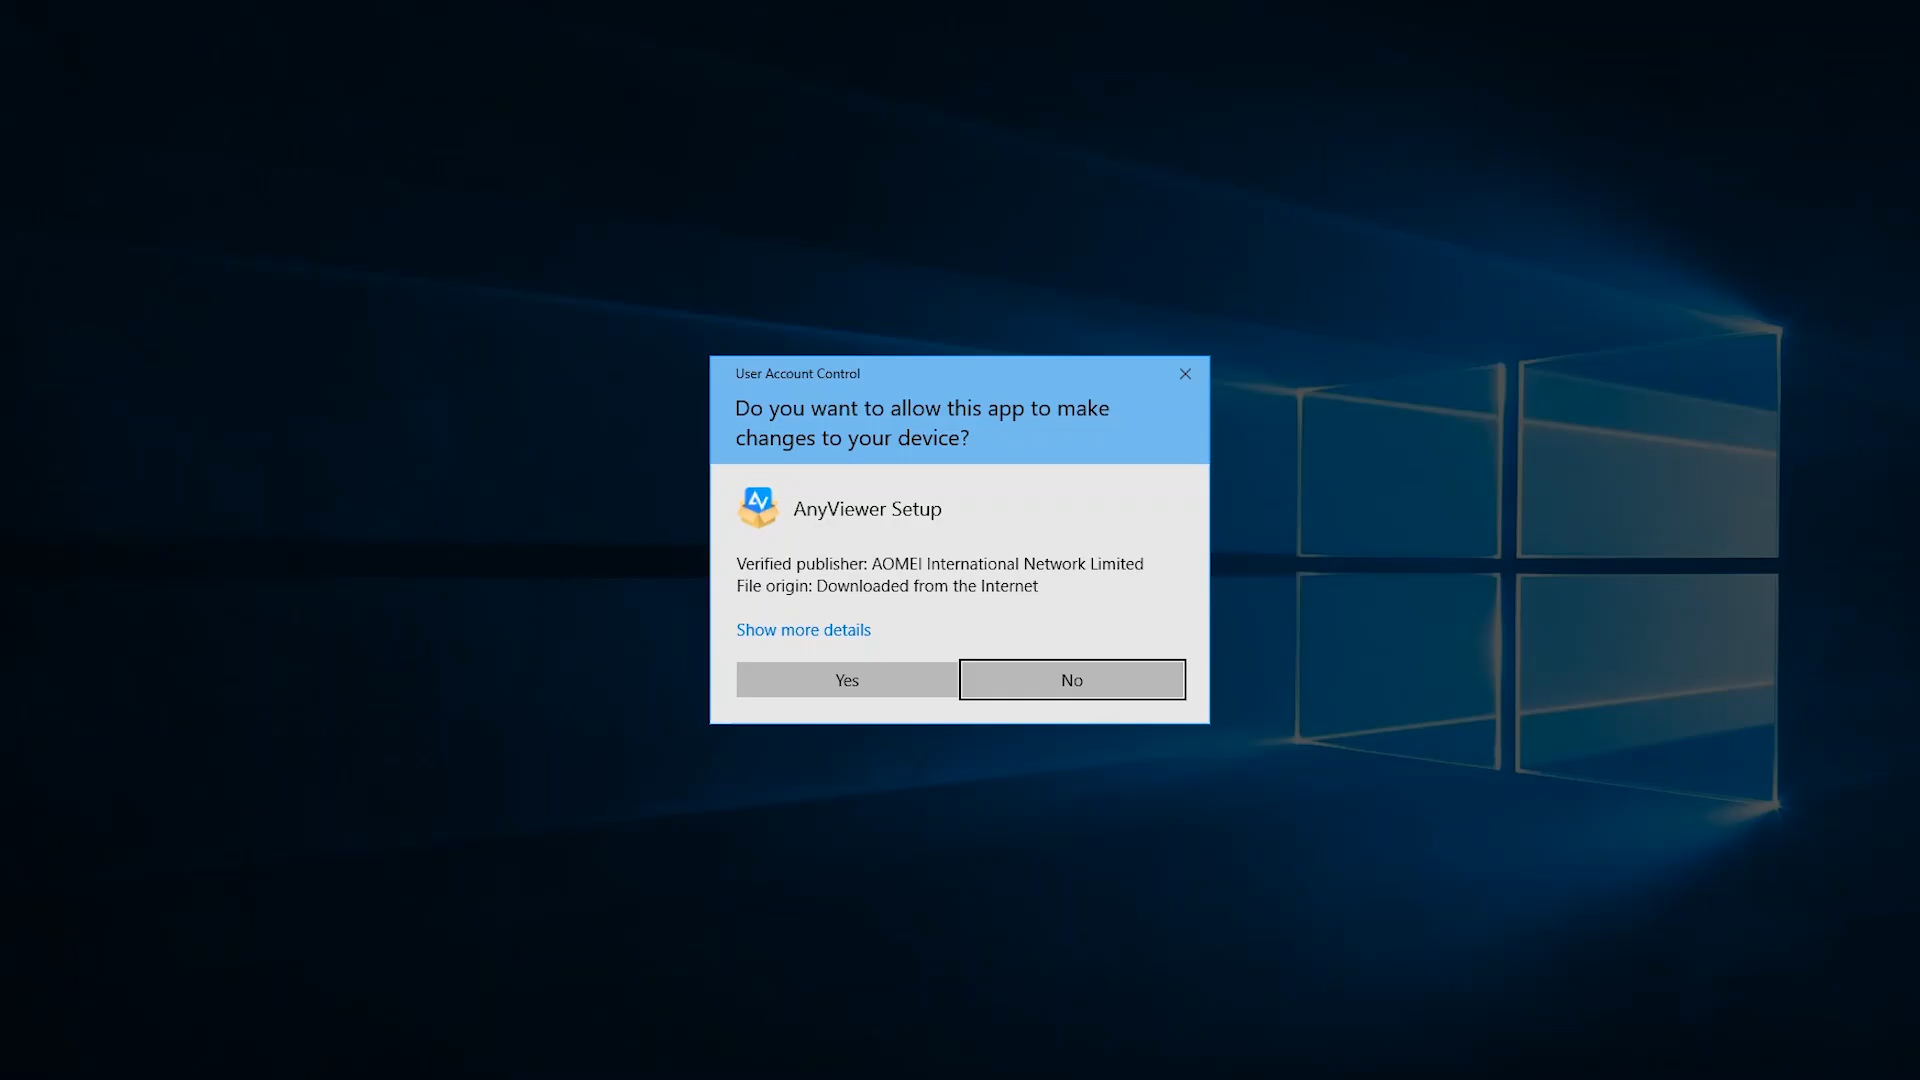 User Account Control
Do you want to allow this app to make
changes to your device?
AnyViewer Setup
Verified publisher: AOMEI International Network Limited
File origin: Downloaded from the Internet
Show more details
Yes
No